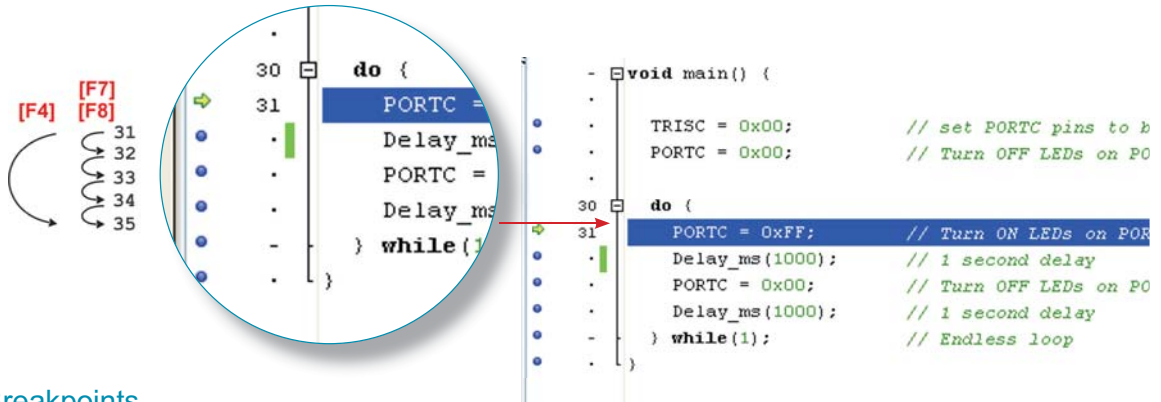 [F7]
[F4] [F8]
31
32
33
34
35
30 do {
31 PORTC =
Delay_ms
PORTC =
Delay_ms
} while(1
}
void main() {
TRISC = 0x00; // set PORTC pins to b
PORTC = 0x00; // Turn OFF LEDs on PO
30 do {
31 PORTC = 0xFF; // Turn ON LEDs on POR
Delay_ms(1000); // 1 second delay
PORTC = 0x00; // Turn OFF LEDs on PO
Delay_ms(1000); // 1 second delay
} while(1); // Endless loop
}
reakpoints